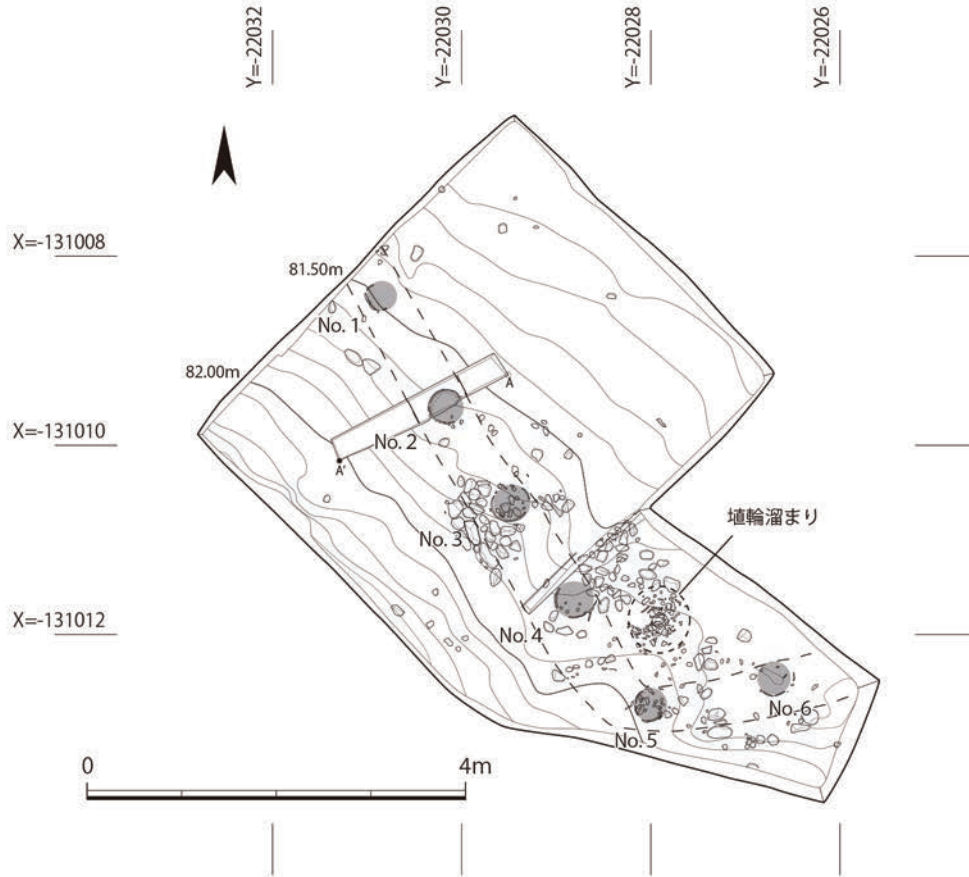 Y=-22032
Y=-22030
Y=-22028
Y=-22026
X=-131008
81.50m
No. 1
82.00m
A
X=-131010
No. 2
A'
埴輪溜まり
No. 3
X=-131012
No. 4
No. 6
No. 5
0
4m